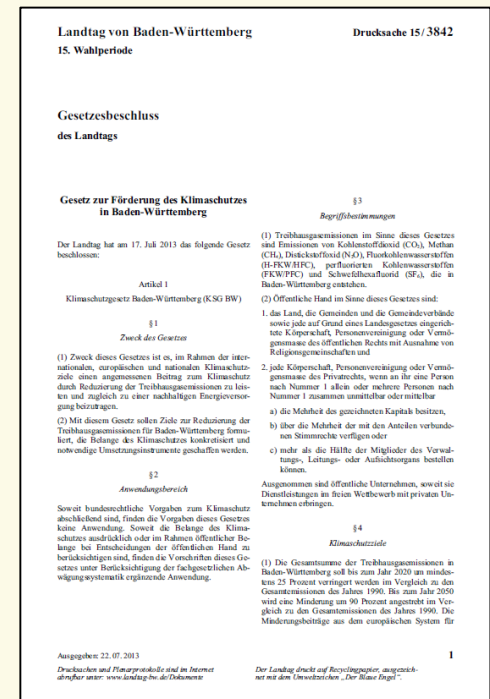 Landtag von Baden-Württemberg
15. Wahlperiode
Drucksache 15/3842
Gesetzesbeschluss
des Landtags
Gesetz zur Förderung des Klimaschutzes
in Baden-Württemberg
Der Landtag hat am 17. Juli 2013 das folgende Gesetz
beschlossen:
Artikel 1
Klimaschutzgesetz Baden-Württemberg (KSG BW)
§ 1
Zweck des Gesetzes
(1) Zweck dieses Gesetzes ist es, im Rahmen der inter-
nationalen, europäischen und nationalen Klimaschutz-
ziele einen angemessenen Beitrag zum Klimaschutz
durch Reduzierung der Treibhausgasemissionen zu leis-
ten und zugleich zu einer nachhaltigen Energieversor-
gung beizutragen.
(2) Mit diesem Gesetz sollen Ziele zur Reduzierung der
Treibhausgasemissionen für Baden-Württemberg formu-
liert, die Belange des Klimaschutzes konkretisiert und
notwendige Umsetzungsinstrumente geschaffen werden.
§ 2
Anwendungsbereich
Soweit bundesrechtliche Vorgaben zum Klimaschutz
abschließend sind, finden die Vorgaben dieses Gesetzes
keine Anwendung. Soweit die Belange des Klima-
schutzes ausdrücklich oder im Rahmen öffentlicher Be-
lange bei Entscheidungen der öffentlichen Hand zu
berücksichtigen sind, finden die Vorschriften dieses Ge-
setzes unter Berücksichtigung der fachgesetzlichen Ab-
wägungssystematik ergänzende Anwendung.
§ 3
Begriffsbestimmungen
(1) Treibhausgasemissionen im Sinne dieses Gesetzes
sind Emissionen von Kohlenstoffdioxid (CO₂), Methan
(CH₄), Distickstoffoxid (N₂O), Fluorkohlenwasserstoffen
(H-FKW/HFC), perfluorierten Kohlenwasserstoffen
(FKW/PFC) und Schwefelhexafluorid (SF₆), die in
Baden-Württemberg entstehen.
(2) Öffentliche Hand im Sinne dieses Gesetzes sind:
1. das Land, die Gemeinden und die Gemeindeverbände
sowie jede auf Grund eines Landesgesetzes eingerich-
tete Körperschaft, Personenvereinigung oder Vermö-
gensmasse des öffentlichen Rechts mit Ausnahme von
Religionsgemeinschaften und
2. jede Körperschaft, Personenvereinigung oder Vermö-
gensmasse des Privatrechts, wenn an ihr eine Person
nach Nummer 1 allein oder mehrere Personen nach
Nummer 1 zusammen unmittelbar oder mittelbar
a) die Mehrheit des gezeichneten Kapitals besitzen,
b) über die Mehrheit der mit den Anteilen verbunde-
nen Stimmrechte verfügen oder
c) mehr als die Hälfte der Mitglieder des Verwal-
tungs-, Leitungs- oder Aufsichtsorgans bestellen
können.
Ausgenommen sind öffentliche Unternehmen, soweit sie
Dienstleistungen im freien Wettbewerb mit privaten Un-
ternehmen erbringen.
§ 4
Klimaschutzziele
(1) Die Gesamtsumme der Treibhausgasemissionen in
Baden-Württemberg soll bis zum Jahr 2020 um mindes-
tens 25 Prozent verringert werden im Vergleich zu den
Gesamtemissionen des Jahres 1990. Bis zum Jahr 2050
wird eine Minderung um 90 Prozent angestrebt im Ver-
gleich zu den Gesamtemissionen des Jahres 1990. Die
Minderungsbeiträge aus dem europäischen System für
Ausgegeben: 22. 07. 2013
1
Drucksachen und Plenarprotokolle sind im Internet
abrufbar unter: www.landtag-bw.de/Dokumente
Der Landtag druckt auf Recyclingpapier, ausgezeich-
net mit dem Umweltzeichen „Der Blaue Engel“.